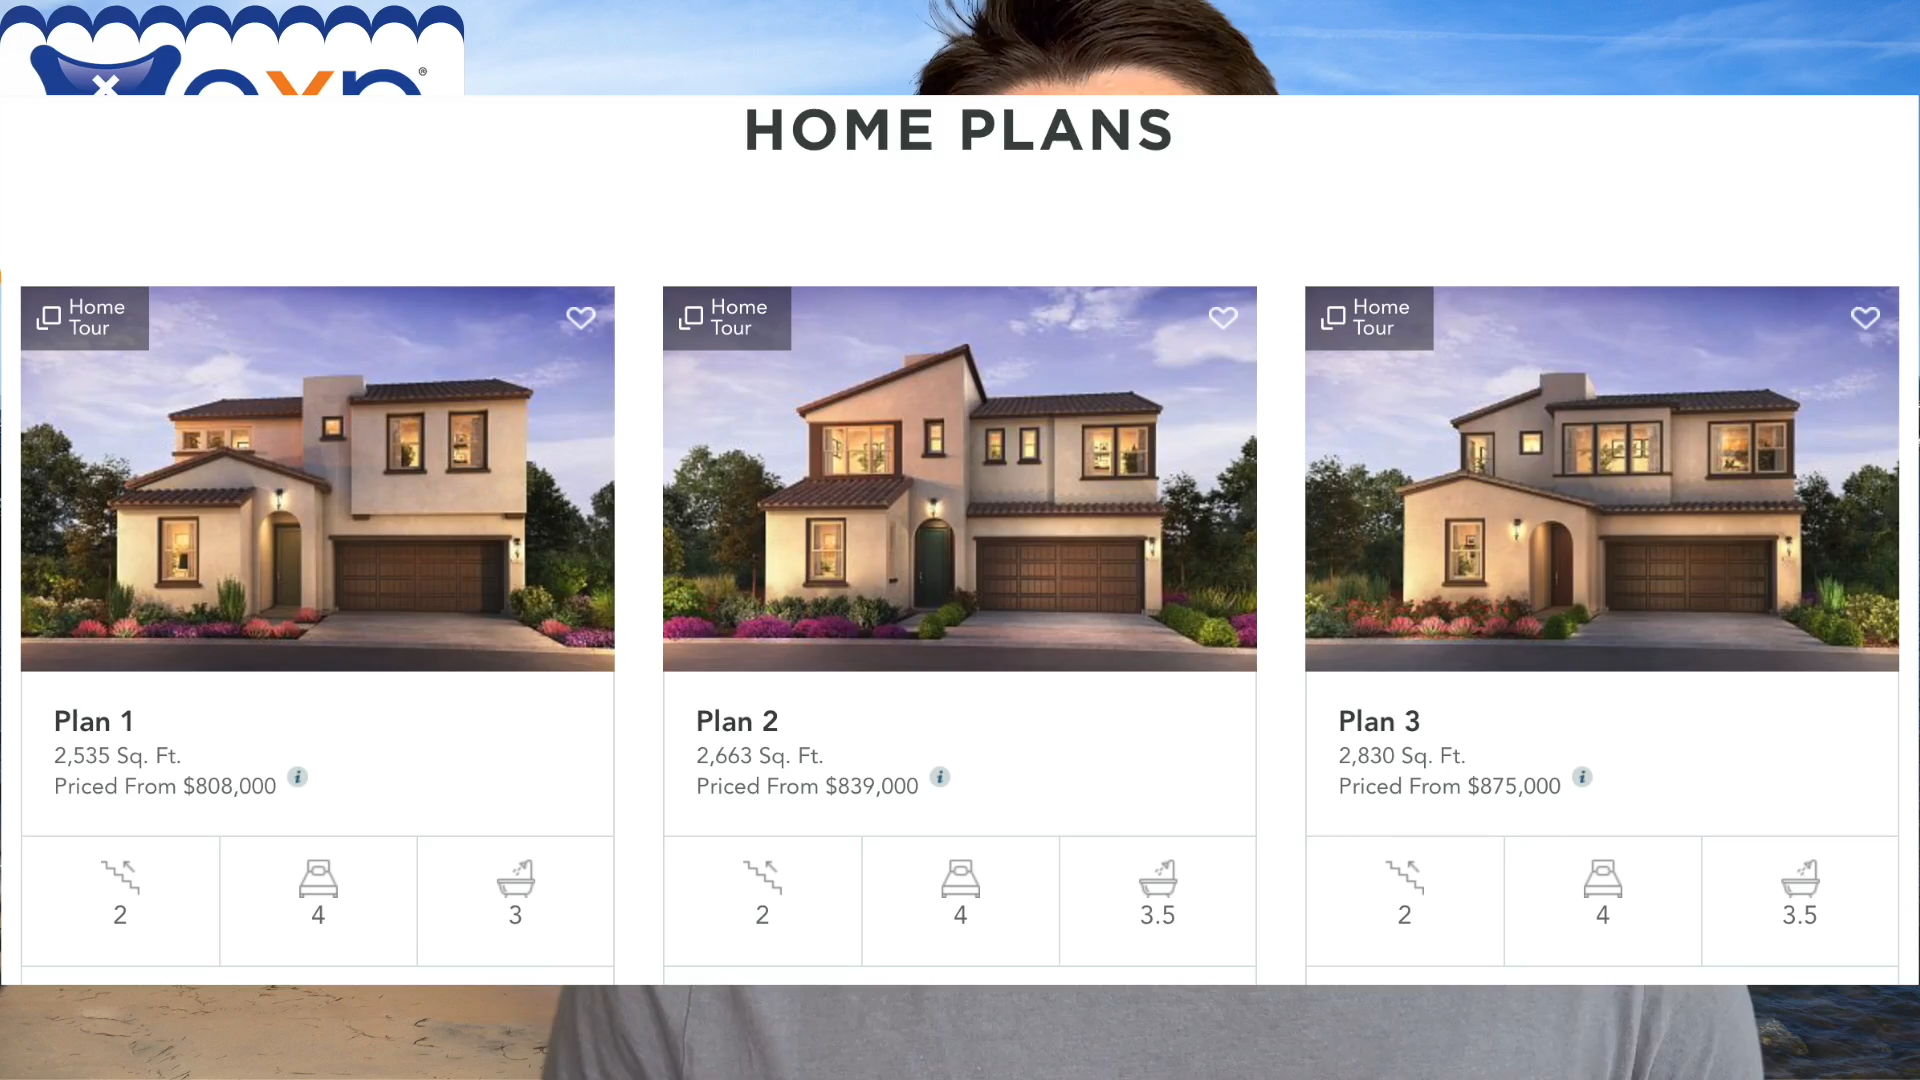 exp®
HOME PLANS
Home
Tour
Home
Tour
Home
Tour
Plan 1
2,535 Sq. Ft.
Priced From $808,000 i
2
4
3
Plan 2
2,663 Sq. Ft.
Priced From $839,000 i
2
4
3.5
Plan 3
2,830 Sq. Ft.
Priced From $875,000 i
2
4
3.5